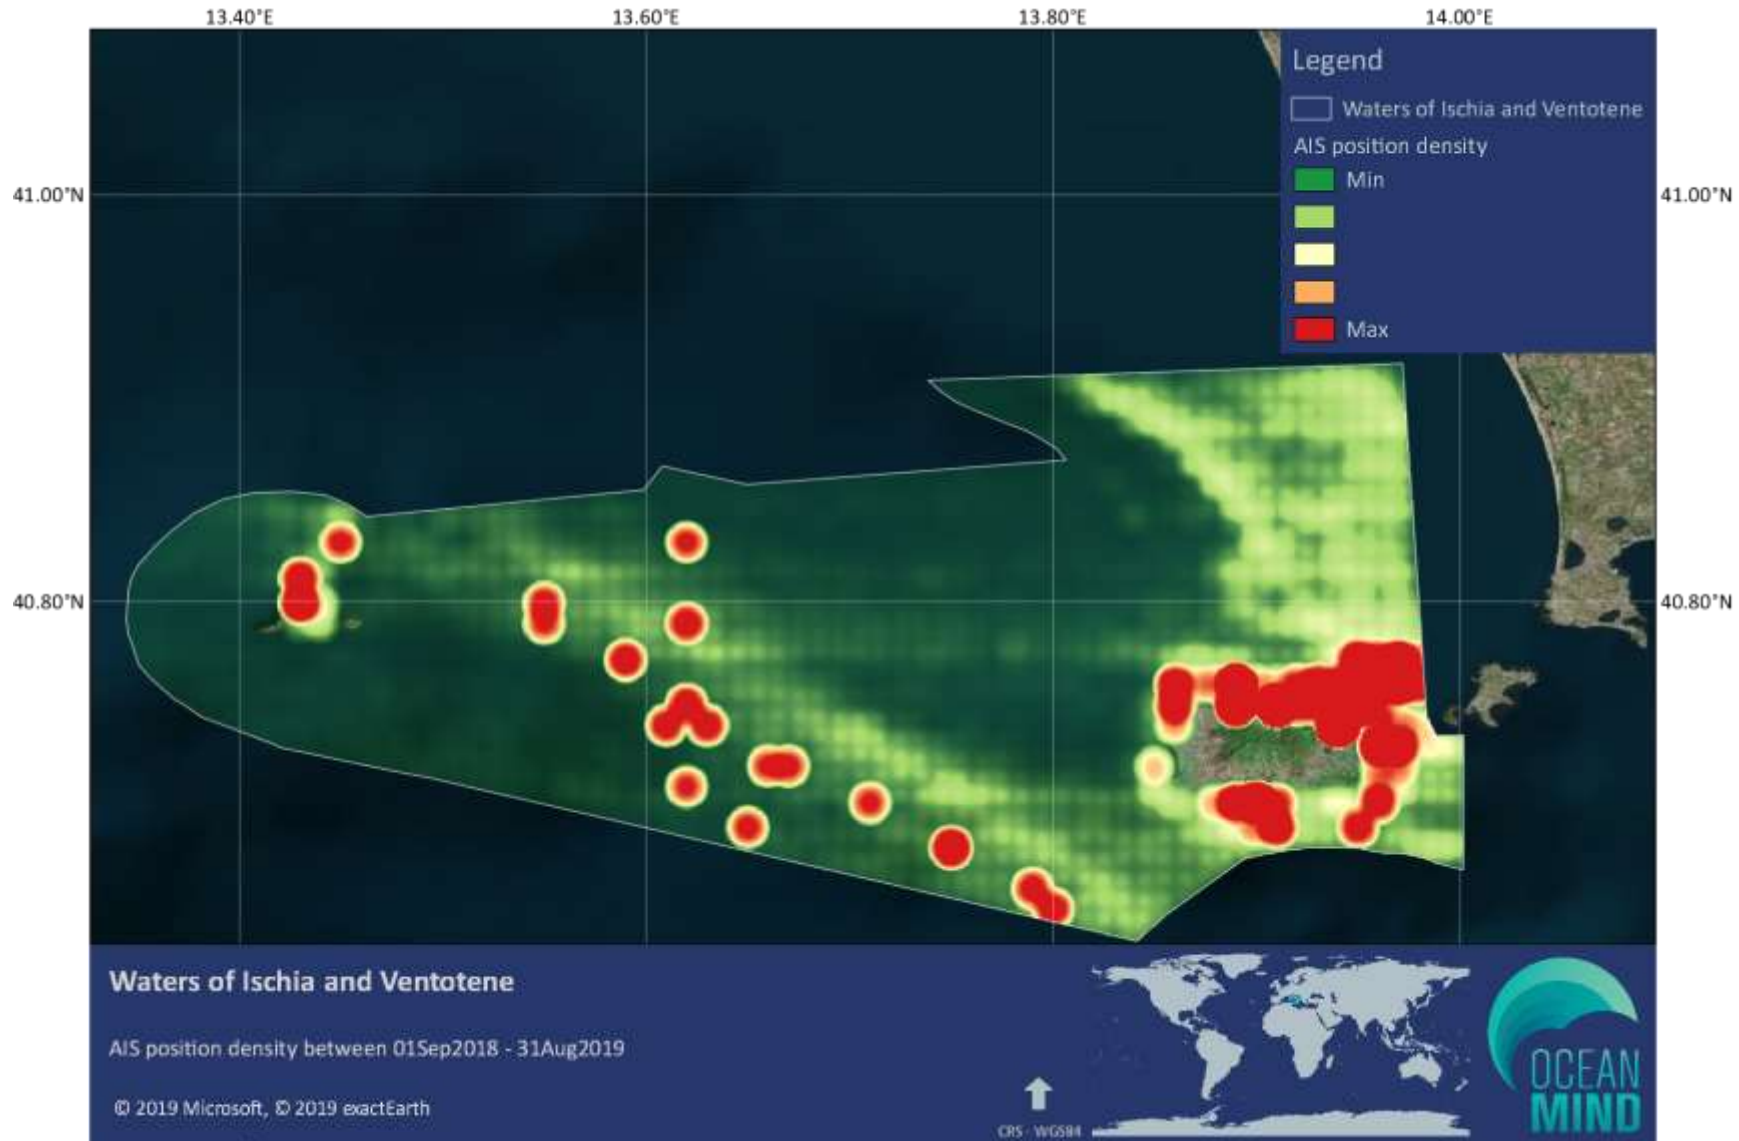 13.40°E 13.60°E 13.80°E 14.00°E
Legend
Waters of Ischia and Ventotene
AIS position density
Min
Max
41.00°N 41.00°N
40.80°N 40.80°N
Waters of Ischia and Ventotene
AIS position density between 01Sep2018 - 31Aug2019
© 2019 Microsoft, © 2019 exactEarth
CRS - WGS84
OCEAN
MIND